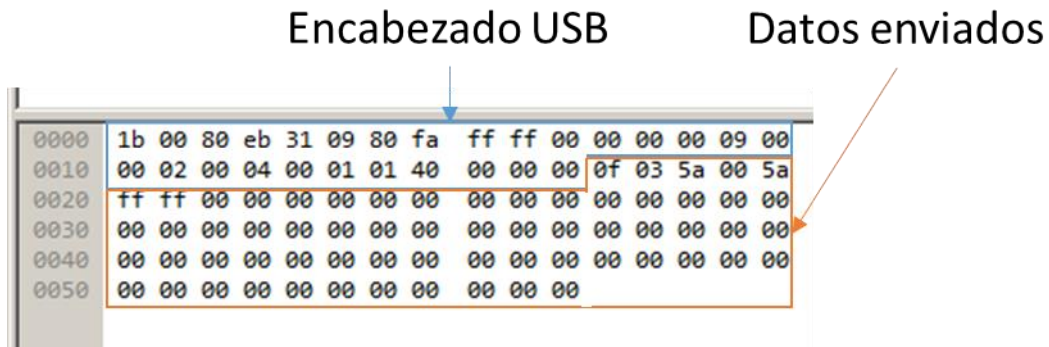 Encabezado USB Datos enviados
0000 1b 00 80 eb 31 09 80 fa ff ff 00 00 00 00 09 00
0010 00 02 00 04 00 01 01 40 00 00 00 0f 03 5a 00 5a
0020 ff ff 00 00 00 00 00 00 00 00 00 00 00 00 00 00
0030 00 00 00 00 00 00 00 00 00 00 00 00 00 00 00 00
0040 00 00 00 00 00 00 00 00 00 00 00 00 00 00 00 00
0050 00 00 00 00 00 00 00 00 00 00 00